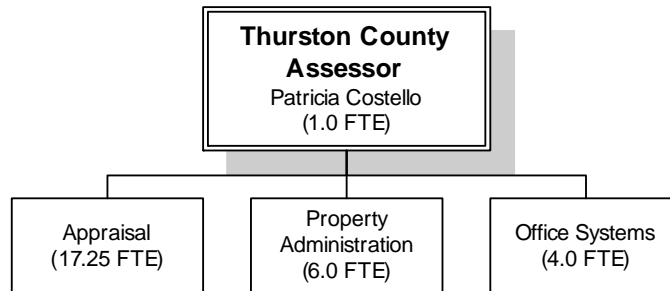 Thurston County
Assessor
Patricia Costello
(1.0 FTE)
Appraisal
(17.25 FTE)
Property
Administration
(6.0 FTE)
Office Systems
(4.0 FTE)